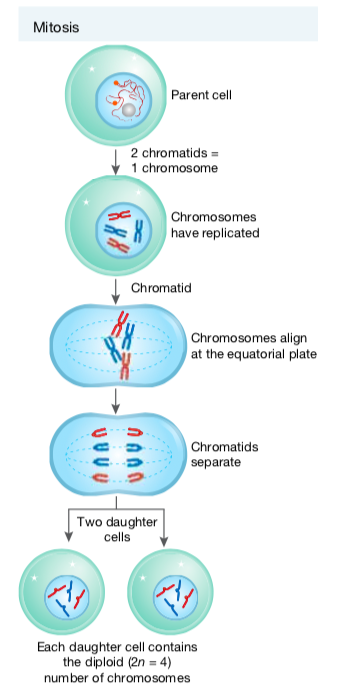 Mitosis
Parent cell
2 chromatids =
1 chromosome
Chromosomes
have replicated
Chromatid
Chromosomes align
at the equatorial plate
Chromatids
separate
Two daughter
cells
Each daughter cell contains
the diploid (2n = 4)
number of chromosomes